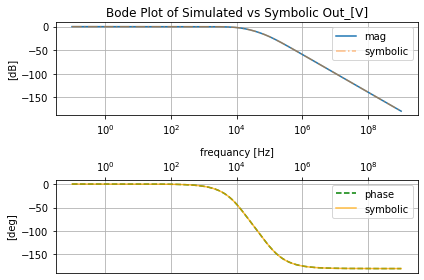 Bode Plot of Simulated vs Symbolic Out_[V]
0
−50
−100
−150
[dB]
mag
symbolic
10^0 10^2 10^4 10^6 10^8
frequancy [Hz]
10^0 10^2 10^4 10^6 10^8
0
−50
−100
−150
[deg]
phase
symbolic